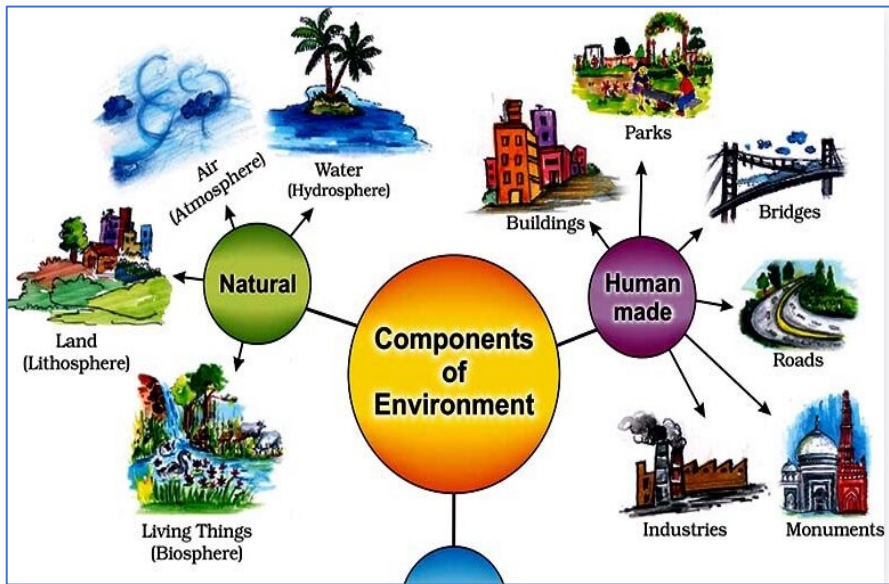 Air
(Atmosphere)
Water
(Hydrosphere)
Land
(Lithosphere)
Natural
Living Things
(Biosphere)
Components
of
Environment
Human
made
Buildings
Parks
Bridges
Roads
Industries
Monuments